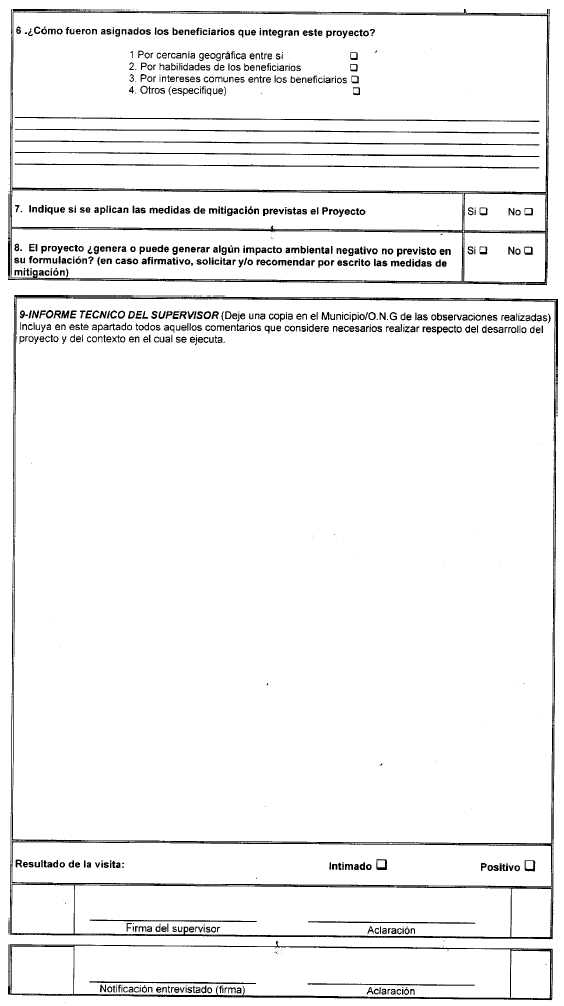 6 .¿Cómo fueron asignados los beneficiarios que integran este proyecto?
1 Por cercanía geográfica entre si ☐
2. Por habilidades de los beneficiarios ☐
3. Por intereses comunes entre los beneficiarios ☐
4. Otros (especifique) ☐
7. Indique si se aplican las medidas de mitigación previstas el Proyecto Si ☐ No ☐
8. El proyecto ¿genera o puede generar algún impacto ambiental negativo no previsto en Si ☐ No ☐
su formulación? (en caso afirmativo, solicitar y/o recomendar por escrito las medidas de
mitigación)
9-INFORME TECNICO DEL SUPERVISOR (Deje una copia en el Municipio/O.N.G de las observaciones realizadas)
Incluya en este apartado todos aquellos comentarios que considere necesarios realizar respecto del desarrollo del
proyecto y del contexto en el cual se ejecuta.
Resultado de la visita: Intimado ☐ Positivo ☐
Firma del supervisor Aclaración
Notificación entrevistado (firma) Aclaración